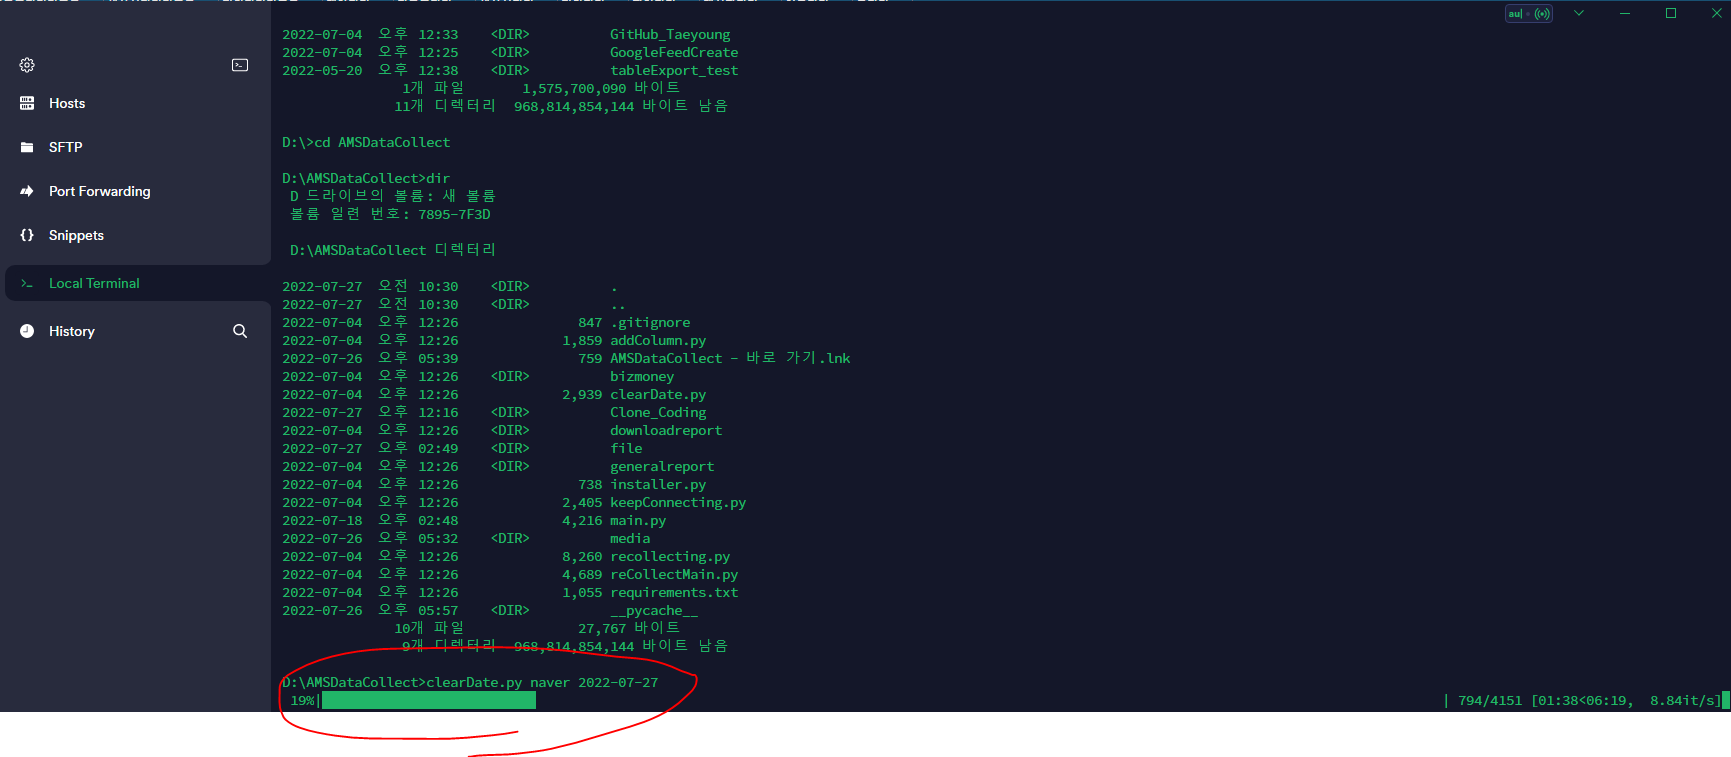 au|
Hosts
SFTP
Port Forwarding
Snippets
Local Terminal
History
2022-07-04  오후 12:33    <DIR>          GitHub_Taeyoung
2022-07-04  오후 12:25    <DIR>          GoogleFeedCreate
2022-05-20  오후 12:38    <DIR>          tableExport_test
1개 파일       1,575,700,090 바이트
11개 디렉터리  968,814,854,144 바이트 남음
D:\>cd AMSDataCollect
D:\AMSDataCollect>dir
D 드라이브의 볼륨: 새 볼륨
볼륨 일련 번호: 7895-7F3D
D:\AMSDataCollect 디렉터리
2022-07-27  오전 10:30    <DIR>          .
2022-07-27  오전 10:30    <DIR>          ..
2022-07-04  오후 12:26               847 .gitignore
2022-07-04  오후 12:26             1,859 addColumn.py
2022-07-26  오후 05:39               759 AMSDataCollect - 바로 가기.lnk
2022-07-04  오후 12:26    <DIR>          bizmoney
2022-07-04  오후 12:26             2,939 clearDate.py
2022-07-27  오후 12:16    <DIR>          Clone_Coding
2022-07-04  오후 12:26    <DIR>          downloadreport
2022-07-27  오후 02:49    <DIR>          file
2022-07-04  오후 12:26    <DIR>          generalreport
2022-07-04  오후 12:26               738 installer.py
2022-07-04  오후 12:26             2,405 keepConnecting.py
2022-07-18  오후 02:48             4,216 main.py
2022-07-26  오후 05:32    <DIR>          media
2022-07-04  오후 12:26             8,260 recollecting.py
2022-07-04  오후 12:26             4,689 reCollectMain.py
2022-07-04  오후 12:26             1,055 requirements.txt
2022-07-26  오후 05:57    <DIR>          __pycache__
10개 파일              27,767 바이트
9개 디렉터리  968,814,854,144 바이트 남음
D:\AMSDataCollect>clearDate.py naver 2022-07-27
19%| | 794/4151 [01:38<06:19,  8.84it/s]